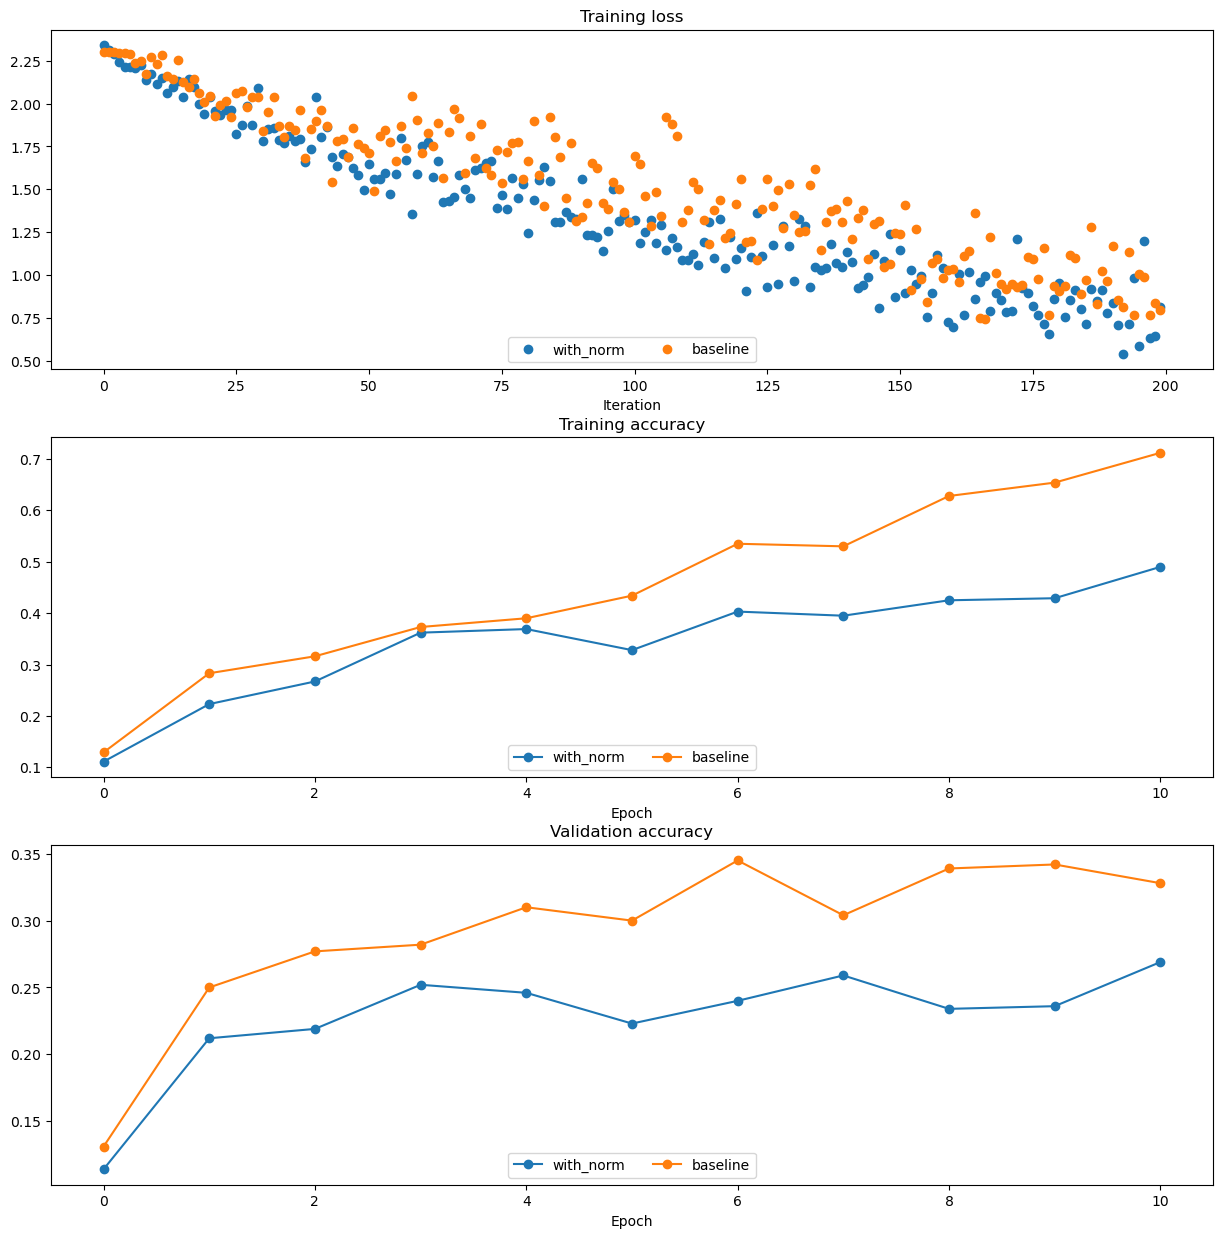 Training loss
2.25
2.00
1.75
1.50
1.25
1.00
0.75
0.50
with_norm baseline
0 25 50 75 100 125 150 175 200
Iteration
Training accuracy
0.7
0.6
0.5
0.4
0.3
0.2
0.1
with_norm baseline
0 2 4 6 8 10
Epoch
Validation accuracy
0.35
0.30
0.25
0.20
0.15
with_norm baseline
0 2 4 6 8 10
Epoch